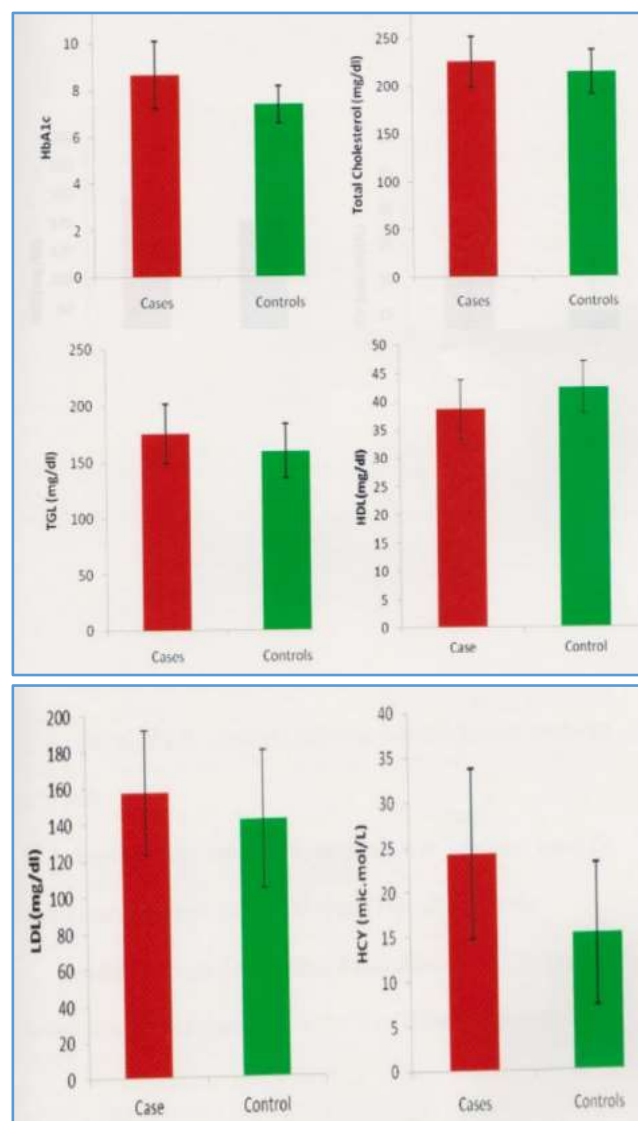 HbA1c
10
8
6
4
2
0
Cases
Controls
Total Cholesterol (mg/dl)
250
200
150
100
50
0
Cases
Controls
TGL (mg/dl)
250
200
150
100
50
0
Cases
Controls
HDL(mg/dl)
50
45
40
35
30
25
20
15
10
5
0
Case
Control
LDL(mg/dl)
200
180
160
140
120
100
80
60
40
20
0
Case
Control
HCY (mic.mol/L)
40
35
30
25
20
15
10
5
0
Cases
Controls